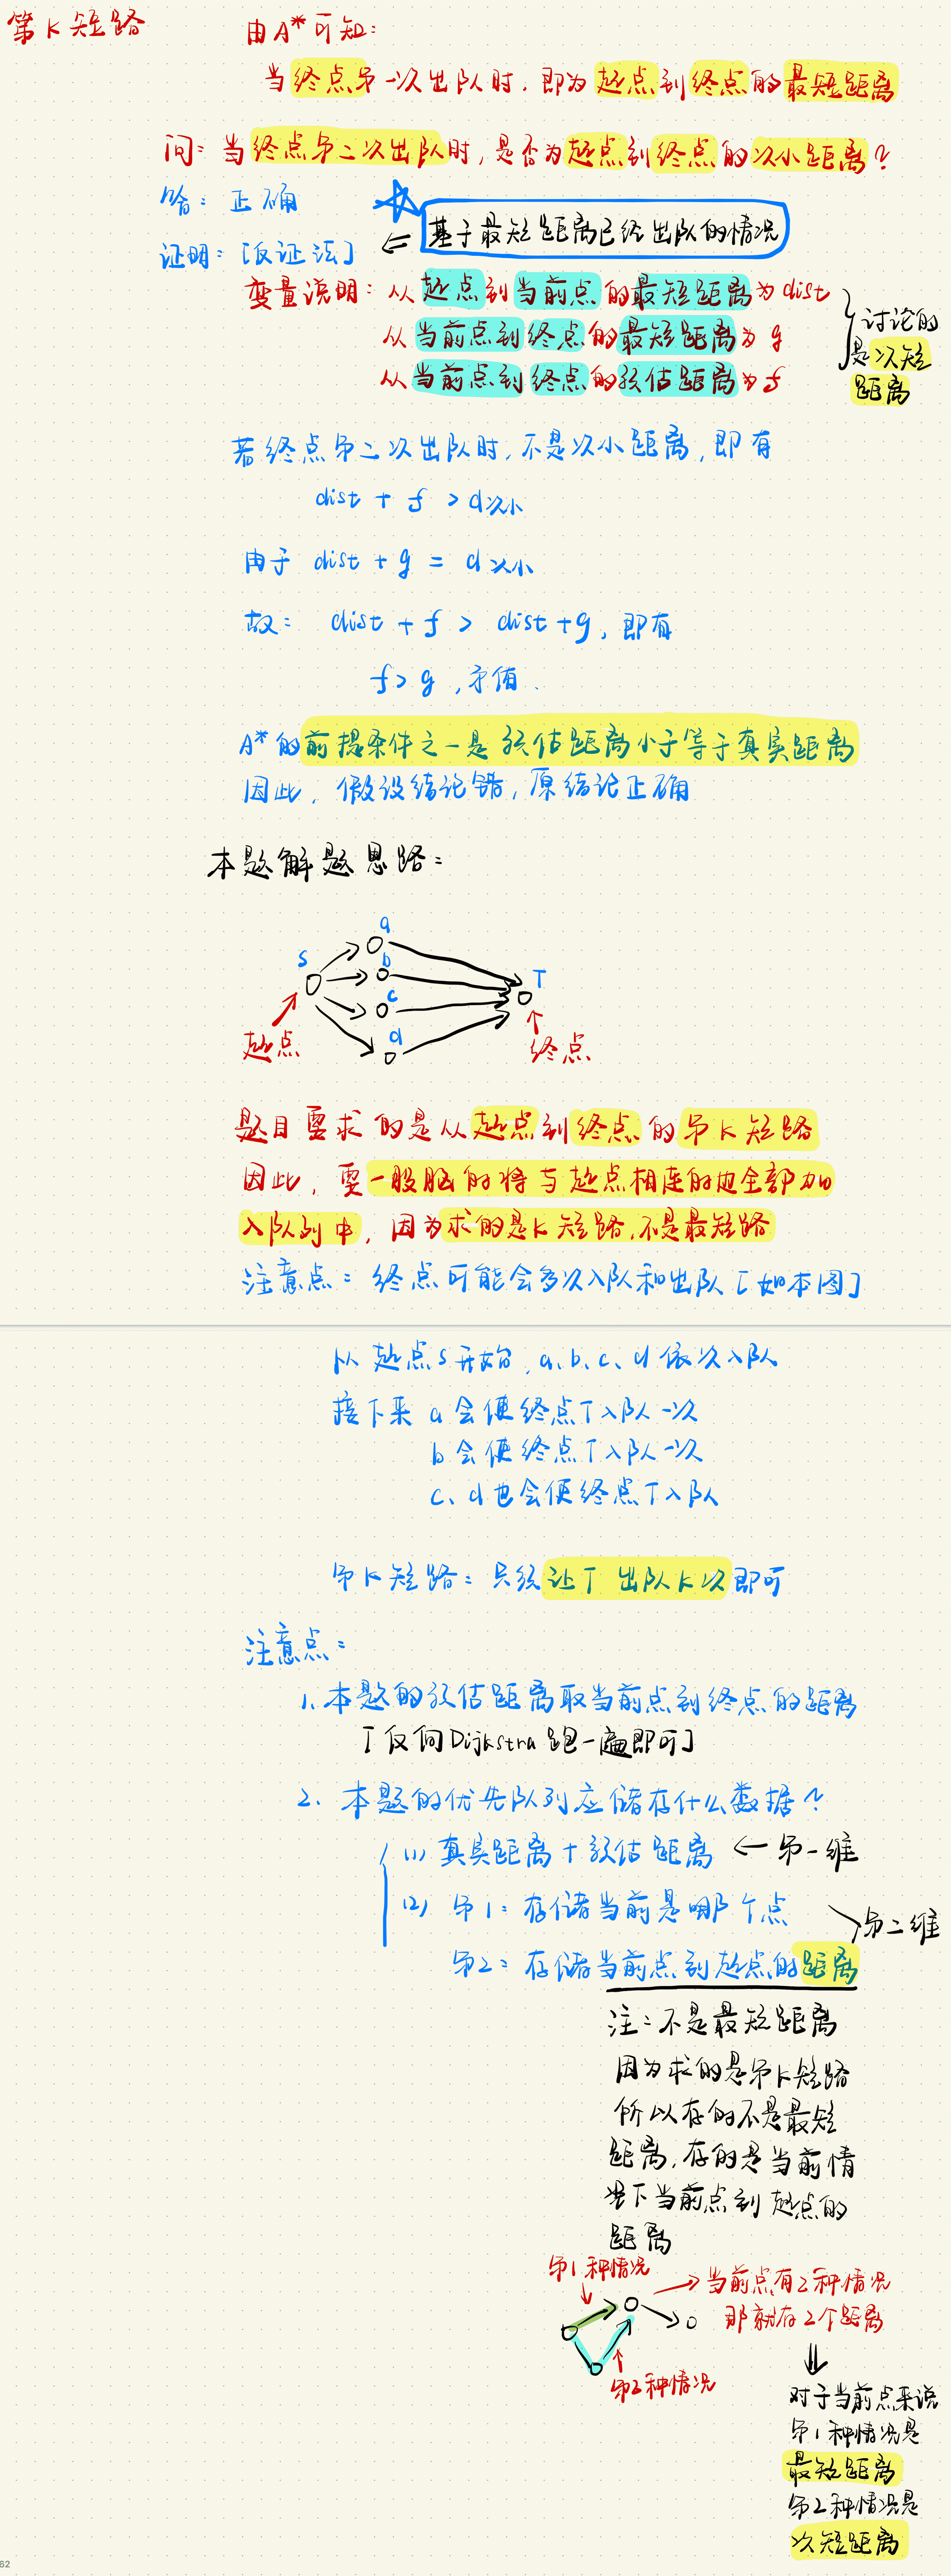 第K短路
由A*可知:
当终点第一次出队时, 即为起点到终点的最短距离
问: 当终点第二次出队时, 是否为起点到终点的次小距离?
答: 正确
基于最短距离已经出队的情况
证明: [反证法] ⇐
变量说明: 从起点到当前点的最短距离为dist
从当前点到终点的最短距离为g
从当前点到终点的预估距离为f
讨论的
是次短
距离
若终点第二次出队时, 不是次小距离, 即有
dist + f > d次小
由于 dist + g = d次小
故: dist + f > dist + g, 即有
f > g, 矛盾.
A*的前提条件之一是预估距离小于等于真实距离
因此, 假设结论错, 原结论正确
本题解题思路:
a
S
b
T
c
d
起点
终点
题目要求的是从起点到终点的第K短路
因此, 要一股脑的将与起点相连的边全部加
入队列中, 因为求的是K短路, 不是最短路
注意点: 终点可能会多次入队和出队 [如本图]
从起点S开始, a、b、c、d依次入队
接下来 a会使终点T入队一次
b会使终点T入队一次
c、d也会使终点T入队
第K短路: 只须让T出队K次即可
注意点:
1. 本题的预估距离取当前点到终点的距离
[反向Dijkstra跑一遍即可]
2. 本题的优先队列应储存什么数据?
(1) 真实距离+预估距离 ← 第一维
(2) 第1: 存储当前是哪个点
第二维
第2: 存储当前点到起点的距离
注: 不是最短距离
因为求的是第K短路
所以存的不是最短
距离, 存的是当前情
况下当前点到起点的
距离
第1种情况
→ 当前点有2种情况
那就存2个距离
第2种情况
对于当前点来说
第1种情况是
最短距离
第2种情况是
次短距离
62